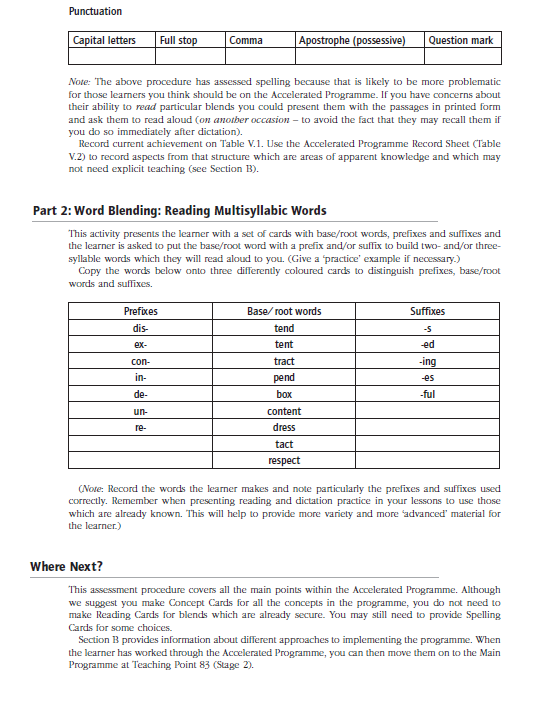 Punctuation
Capital letters Full stop Comma Apostrophe (possessive) Question mark
Note: The above procedure has assessed spelling because that is likely to be more problematic
for those learners you think should be on the Accelerated Programme. If you have concerns about
their ability to read particular blends you could present them with the passages in printed form
and ask them to read aloud (on another occasion – to avoid the fact that they may recall them if
you do so immediately after dictation).
Record current achievement on Table V.1. Use the Accelerated Programme Record Sheet (Table
V.2) to record aspects from that structure which are areas of apparent knowledge and which may
not need explicit teaching (see Section B).
Part 2: Word Blending: Reading Multisyllabic Words
This activity presents the learner with a set of cards with base/root words, prefixes and suffixes and
the learner is asked to put the base/root word with a prefix and/or suffix to build two- and/or three-
syllable words which they will read aloud to you. (Give a 'practice' example if necessary.)
Copy the words below onto three differently coloured cards to distinguish prefixes, base/root
words and suffixes.
Prefixes Base/root words Suffixes
dis- tend -s
ex- tent -ed
con- tract -ing
in- pend -es
de- box -ful
un- content
re- dress
tact
respect
(Note: Record the words the learner makes and note particularly the prefixes and suffixes used
correctly. Remember when presenting reading and dictation practice in your lessons to use those
which are already known. This will help to provide more variety and more 'advanced' material for
the learner.)
Where Next?
This assessment procedure covers all the main points within the Accelerated Programme. Although
we suggest you make Concept Cards for all the concepts in the programme, you do not need to
make Reading Cards for blends which are already secure. You may still need to provide Spelling
Cards for some choices.
Section B provides information about different approaches to implementing the programme. When
the learner has worked through the Accelerated Programme, you can then move them on to the Main
Programme at Teaching Point 83 (Stage 2).